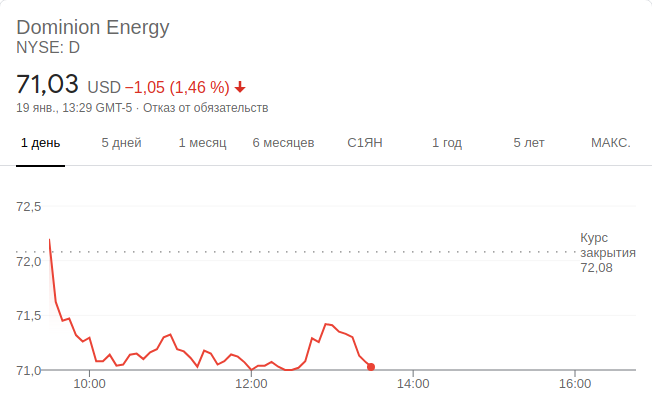 Dominion Energy
NYSE: D
71,03 USD −1,05 (1,46 %)
19 янв., 13:29 GMT-5 · Отказ от обязательств
1 день 5 дней 1 месяц 6 месяцев С1ЯН 1 год 5 лет МАКС.
72,5
Курс
закрытия
72,08
72,0
71,5
71,0
10:00 12:00 14:00 16:00